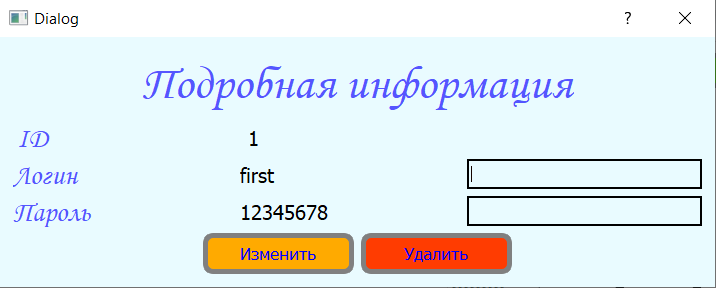 Dialog ?
Подробная информация
ID 1
Логин first
Пароль 12345678
Изменить Удалить